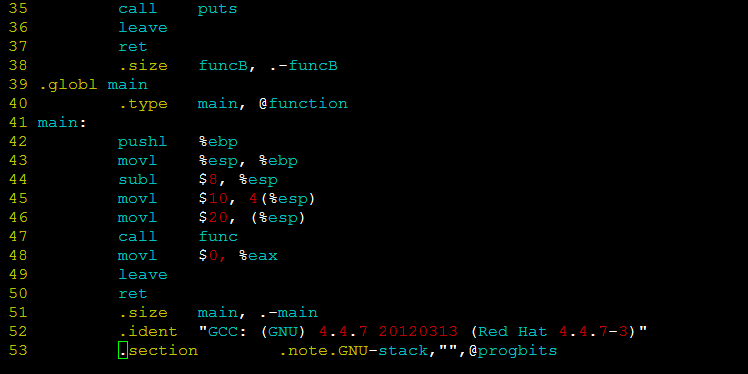 35 call puts
36 leave
37 ret
38 .size funcB, .-funcB
39 .globl main
40 .type main, @function
41 main:
42 pushl %ebp
43 movl %esp, %ebp
44 subl $8, %esp
45 movl $10, 4(%esp)
46 movl $20, (%esp)
47 call func
48 movl $0, %eax
49 leave
50 ret
51 .size main, .-main
52 .ident "GCC: (GNU) 4.4.7 20120313 (Red Hat 4.4.7-3)"
53 .section .note.GNU-stack,"",@progbits